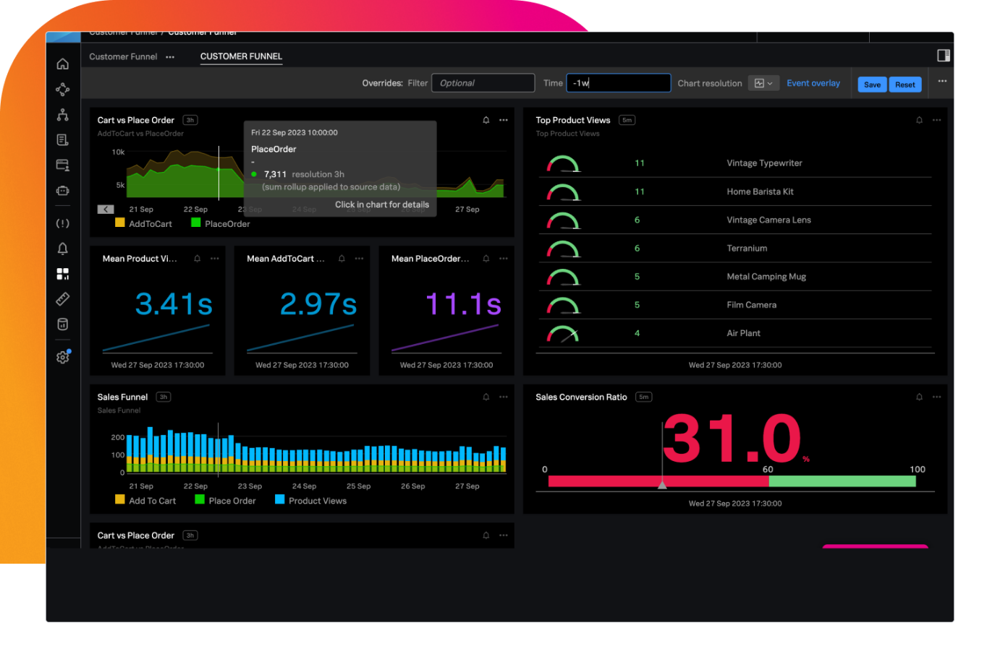 Customer Funnel / Customer Funnel
Customer Funnel ••• CUSTOMER FUNNEL
Overrides: Filter Optional Time -1w Chart resolution Event overlay Save Reset •••
Cart vs Place Order 3h
AddToCart vs PlaceOrder
10k
5k
21 Sep 22 Sep 23 Sep 24 Sep 27 Sep
AddToCart PlaceOrder
Fri 22 Sep 2023 10:00:00
PlaceOrder
-
7,311 resolution 3h
(sum rollup applied to source data)
Click in chart for details
Top Product Views 5m
Top Product Views
11 Vintage Typewriter
11 Home Barista Kit
6 Vintage Camera Lens
6 Terranium
5 Metal Camping Mug
5 Film Camera
4 Air Plant
Wed 27 Sep 2023 17:30:00
Mean Product Vi...
3.41s
Wed 27 Sep 2023 17:30:00
Mean AddToCart ...
2.97s
Wed 27 Sep 2023 17:30:00
Mean PlaceOrder...
11.1s
Wed 27 Sep 2023 17:30:00
Sales Funnel 3h
Sales Funnel
200
100
0
21 Sep 22 Sep 23 Sep 24 Sep 25 Sep 26 Sep 27 Sep
Add To Cart Place Order Product Views
Sales Conversion Ratio 5m
31.0%
0 60 100
Wed 27 Sep 2023 17:30:00
Cart vs Place Order 3h
AddToCart vs PlaceOrder